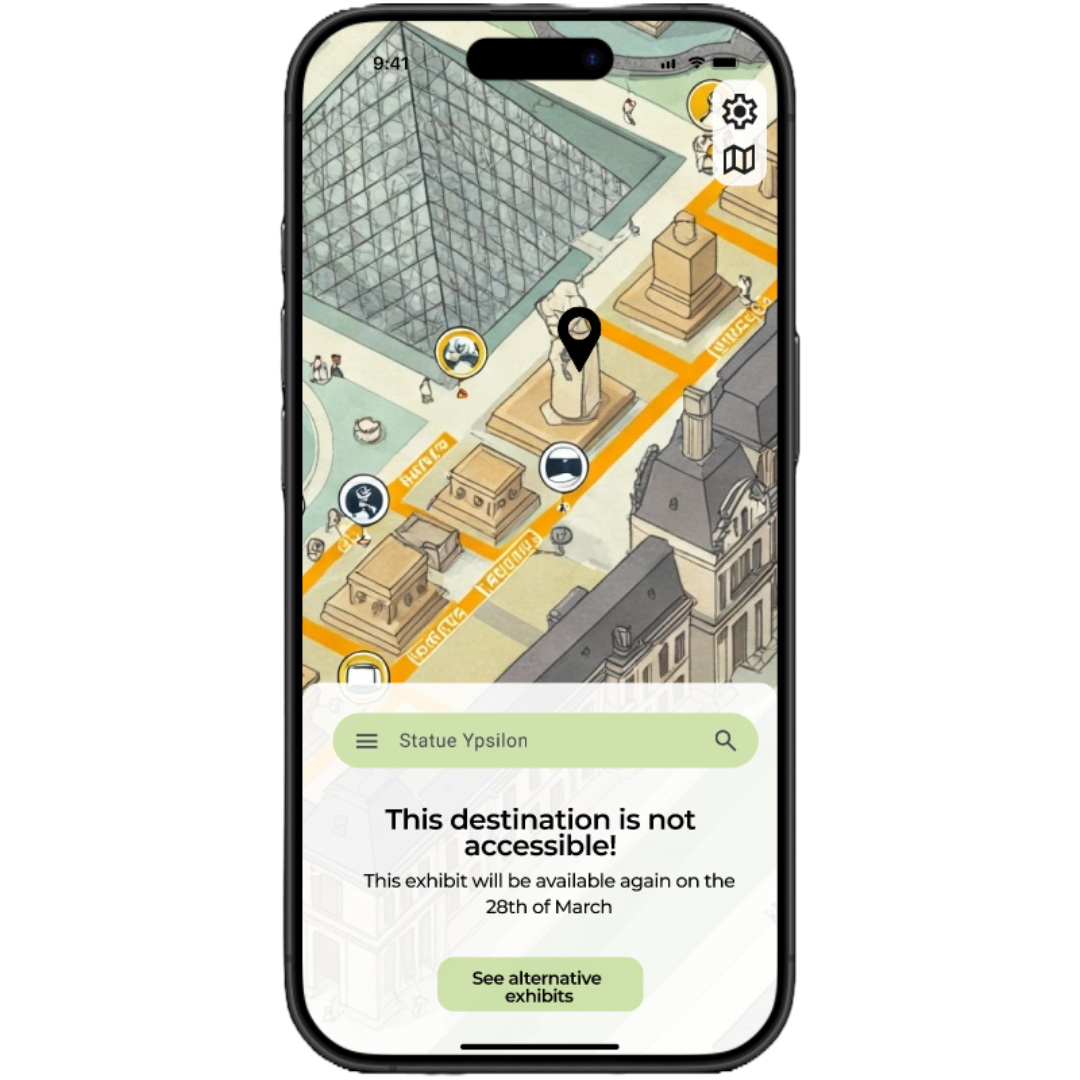 9:41
Statue Ypsilon
This destination is not
accessible!
This exhibit will be available again on the
28th of March
See alternative
exhibits